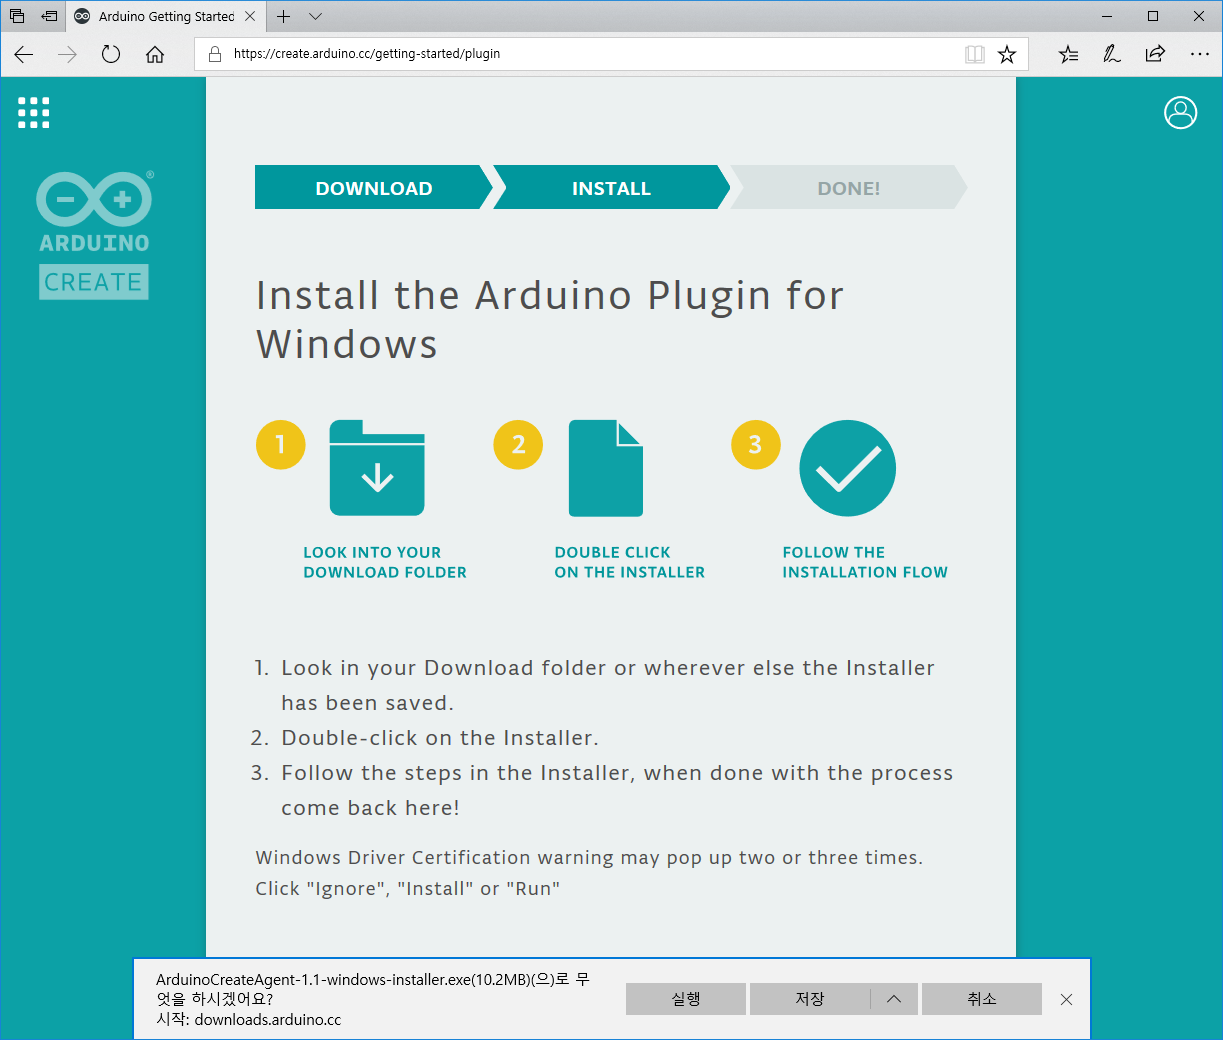 Arduino Getting Started
https://create.arduino.cc/getting-started/plugin
ARDUINO
CREATE
DOWNLOAD
INSTALL
DONE!
Install the Arduino Plugin for
Windows
1
2
3
LOOK INTO YOUR
DOWNLOAD FOLDER
DOUBLE CLICK
ON THE INSTALLER
FOLLOW THE
INSTALLATION FLOW
1. Look in your Download folder or wherever else the Installer
has been saved.
2. Double-click on the Installer.
3. Follow the steps in the Installer, when done with the process
come back here!
Windows Driver Certification warning may pop up two or three times.
Click "Ignore", "Install" or "Run"
ArduinoCreateAgent-1.1-windows-installer.exe(10.2MB)(으)로 무
엇을 하시겠어요?
시작: downloads.arduino.cc
실행
저장
취소